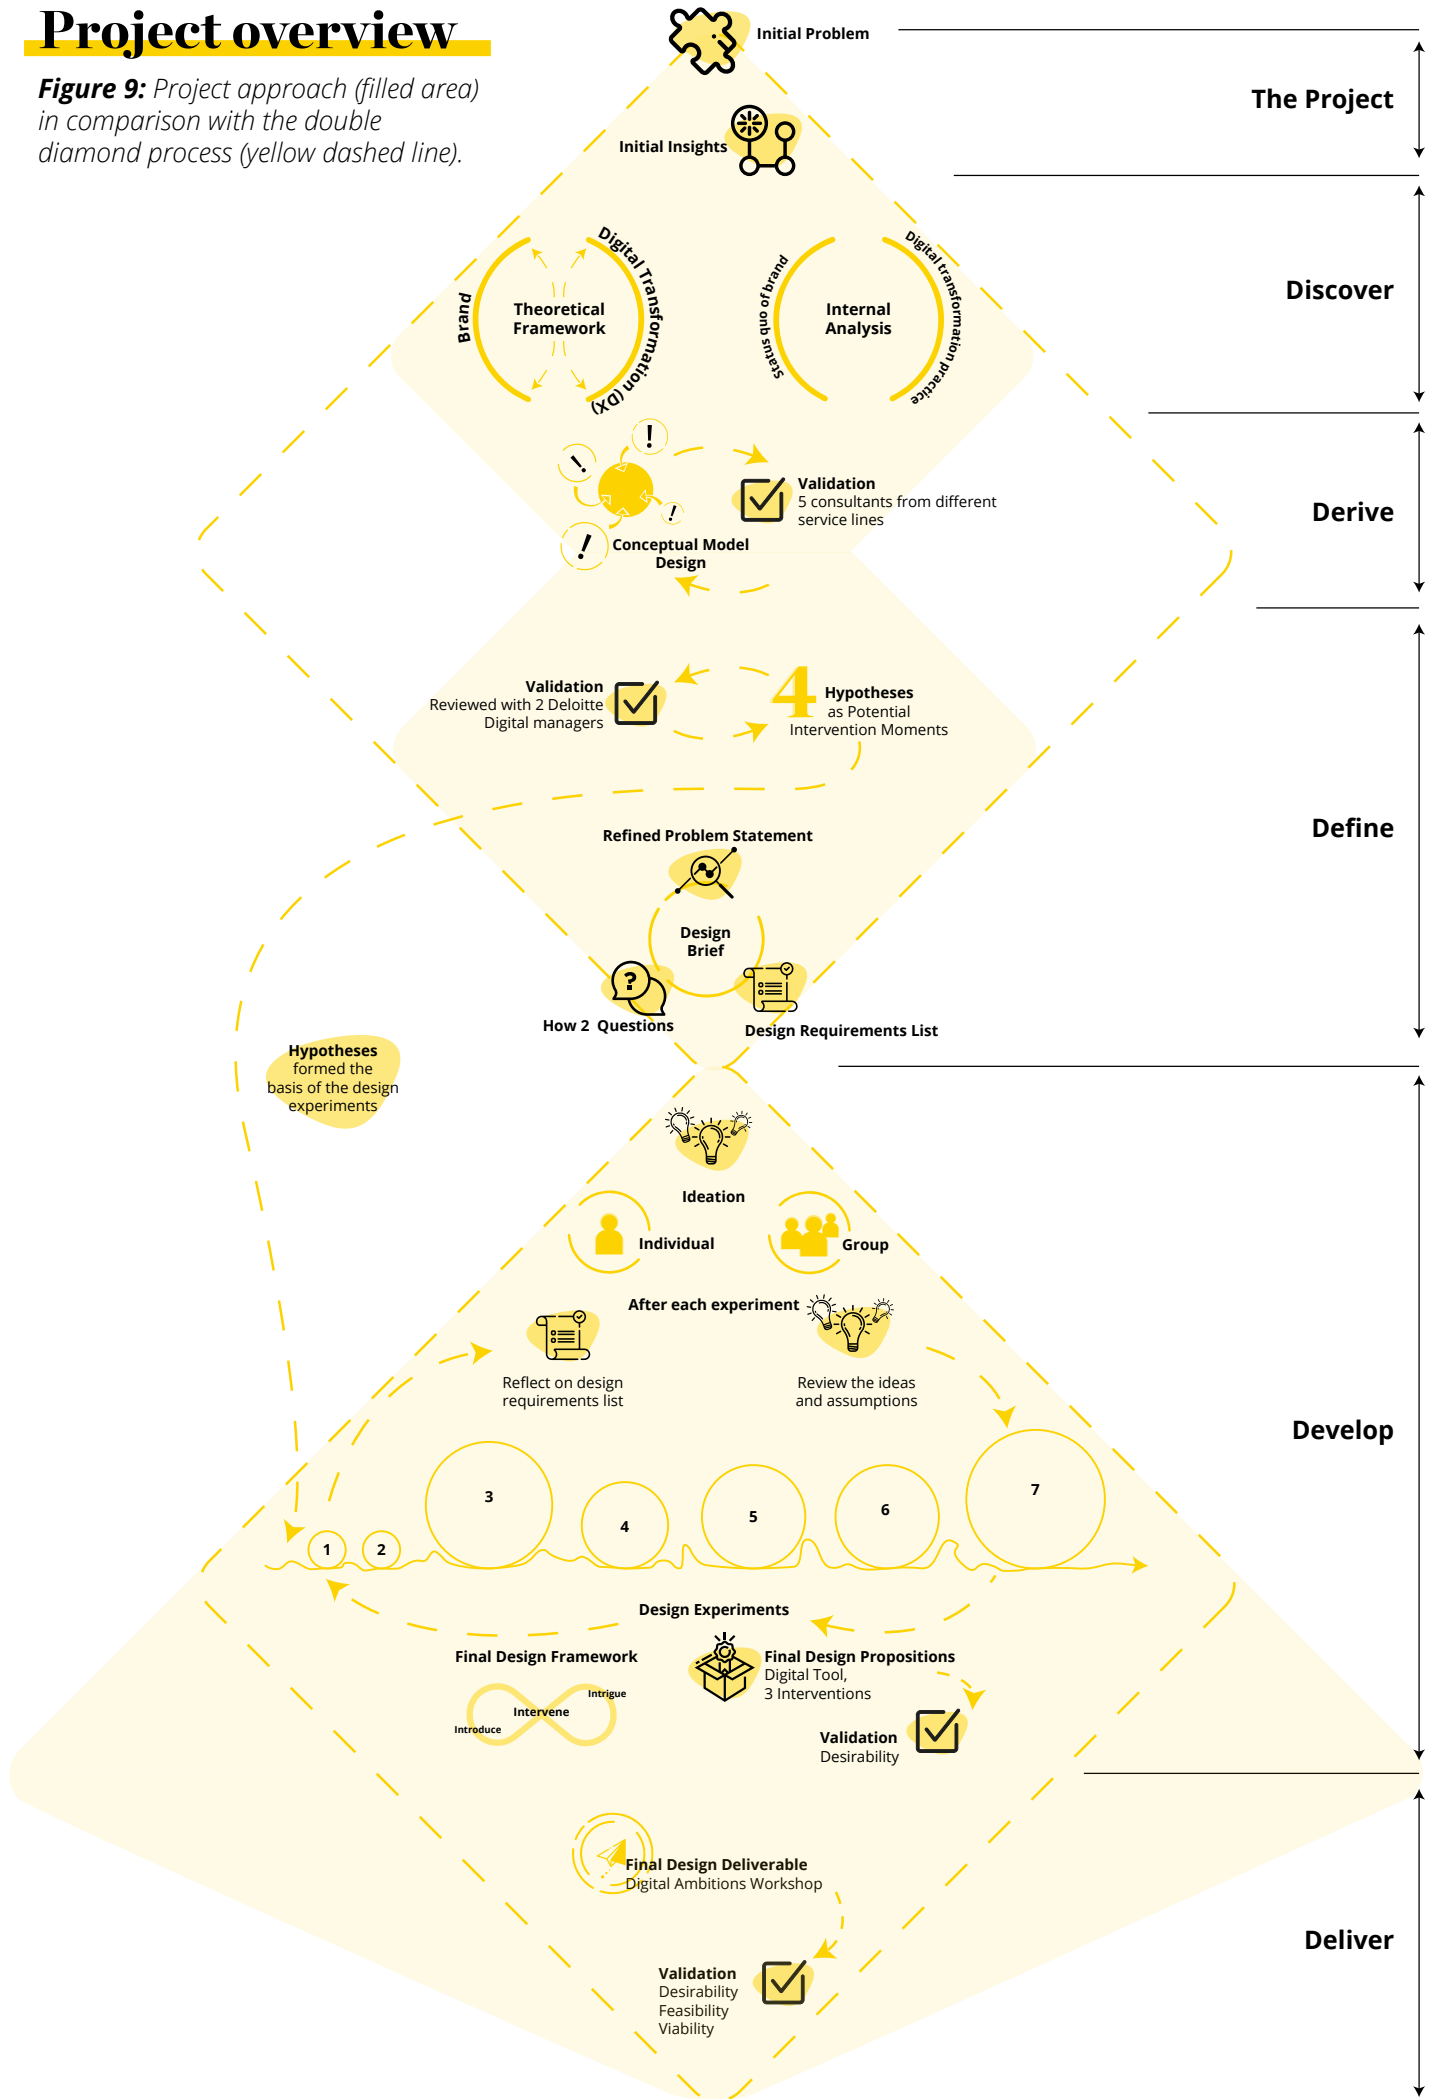 Project overview
Figure 9: Project approach (filled area)
in comparison with the double
diamond process (yellow dashed line).
Initial Problem
The Project
Initial Insights
Discover
Brand
Theoretical
Framework
Digital Transformation (DX)
Status quo of brand
Internal
Analysis
Digital transformation practice
!
!
!
!
Conceptual Model
Design
Validation
5 consultants from different
service lines
Derive
Validation
Reviewed with 2 Deloitte
Digital managers
4
Hypotheses
as Potential
Intervention Moments
Define
Refined Problem Statement
Design
Brief
?
How 2 Questions
Design Requirements List
Hypotheses
formed the
basis of the design
experiments
Ideation
Individual
Group
After each experiment
Reflect on design
requirements list
Review the ideas
and assumptions
Develop
1
2
3
4
5
6
7
Design Experiments
Final Design Framework
Introduce
Intervene
Intrigue
Final Design Propositions
Digital Tool,
3 Interventions
Validation
Desirability
Final Design Deliverable
Digital Ambitions Workshop
Deliver
Validation
Desirability
Feasibility
Viability